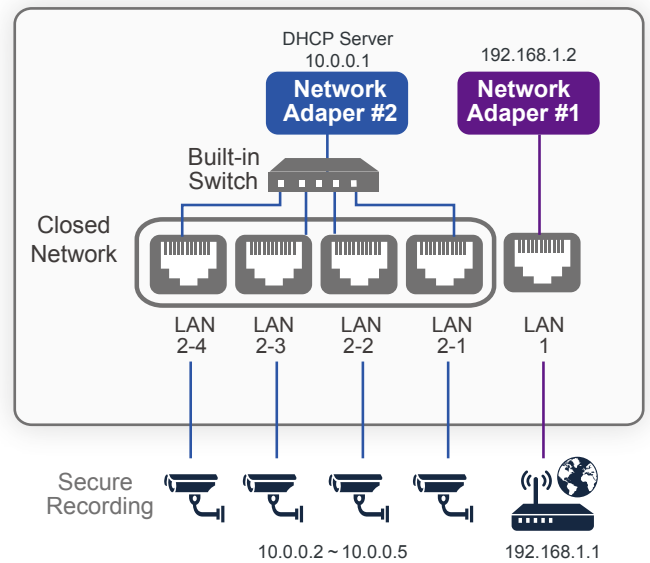 DHCP Server
10.0.0.1
192.168.1.2
Network
Adaper #2
Network
Adaper #1
Built-in
Switch
Closed
Network
LAN
2-4
LAN
2-3
LAN
2-2
LAN
2-1
LAN
1
Secure
Recording
10.0.0.2 ~ 10.0.0.5
192.168.1.1